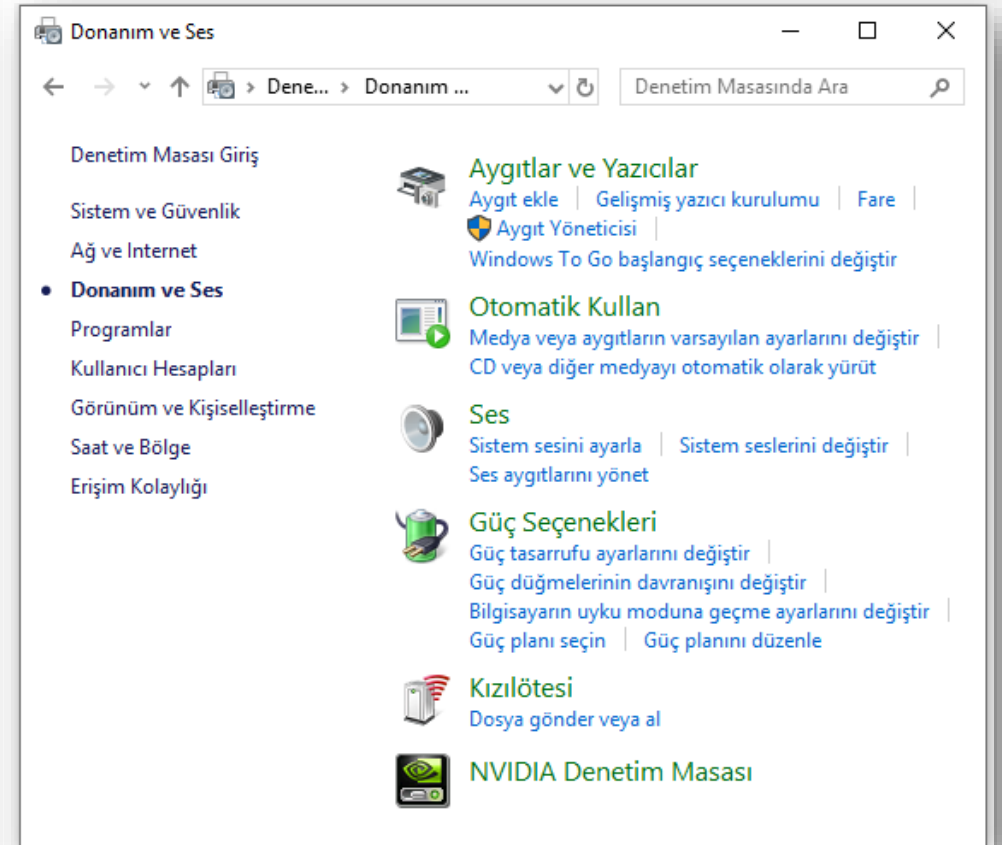 Donanım ve Ses
Dene... Donanım ... Denetim Masasında Ara
Denetim Masası Giriş
Sistem ve Güvenlik
Ağ ve Internet
Donanım ve Ses
Programlar
Kullanıcı Hesapları
Görünüm ve Kişiselleştirme
Saat ve Bölge
Erişim Kolaylığı
Aygıtlar ve Yazıcılar
Aygıt ekle Gelişmiş yazıcı kurulumu Fare
Aygıt Yöneticisi
Windows To Go başlangıç seçeneklerini değiştir
Otomatik Kullan
Medya veya aygıtların varsayılan ayarlarını değiştir
CD veya diğer medyayı otomatik olarak yürüt
Ses
Sistem sesini ayarla Sistem seslerini değiştir
Ses aygıtlarını yönet
Güç Seçenekleri
Güç tasarrufu ayarlarını değiştir
Güç düğmelerinin davranışını değiştir
Bilgisayarın uyku moduna geçme ayarlarını değiştir
Güç planı seçin Güç planını düzenle
Kızılötesi
Dosya gönder veya al
NVIDIA Denetim Masası